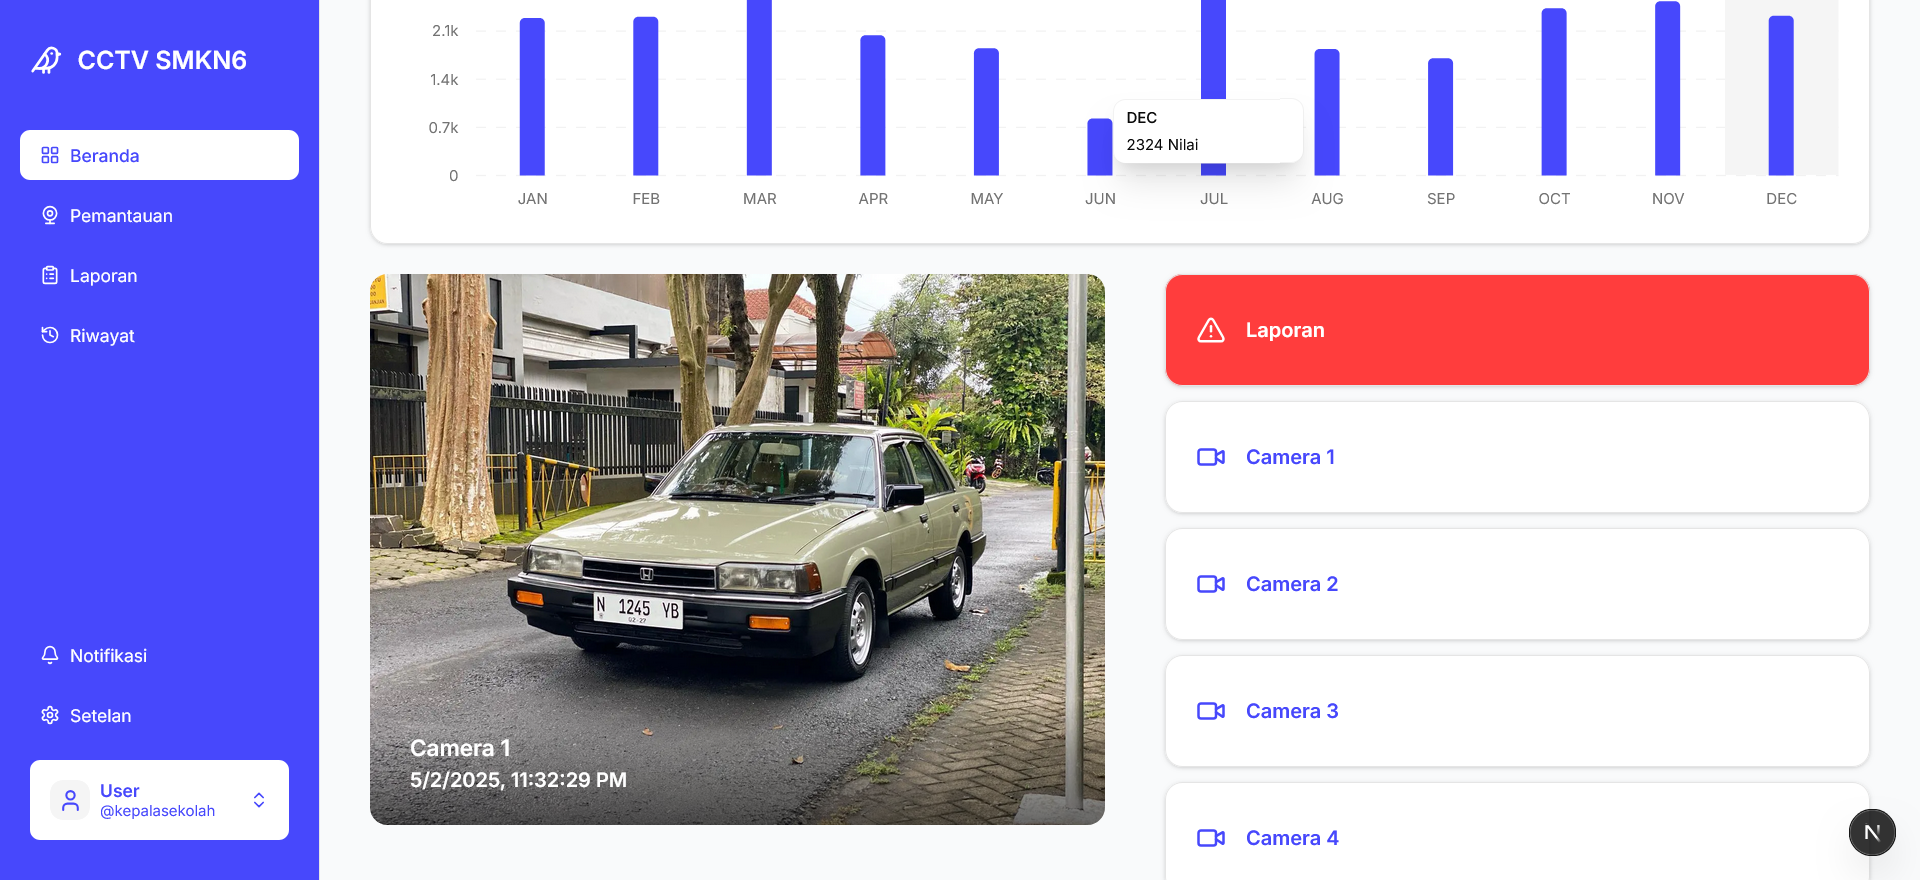 CCTV SMKN6
Beranda
Pemantauan
Laporan
Riwayat
Notifikasi
Setelan
User
@kepalasekolah
2.1k
1.4k
0.7k
0
DEC
2324 Nilai
JAN FEB MAR APR MAY JUN JUL AUG SEP OCT NOV DEC
N 1245 YB
02·27
Camera 1
5/2/2025, 11:32:29 PM
Laporan
Camera 1
Camera 2
Camera 3
Camera 4
N